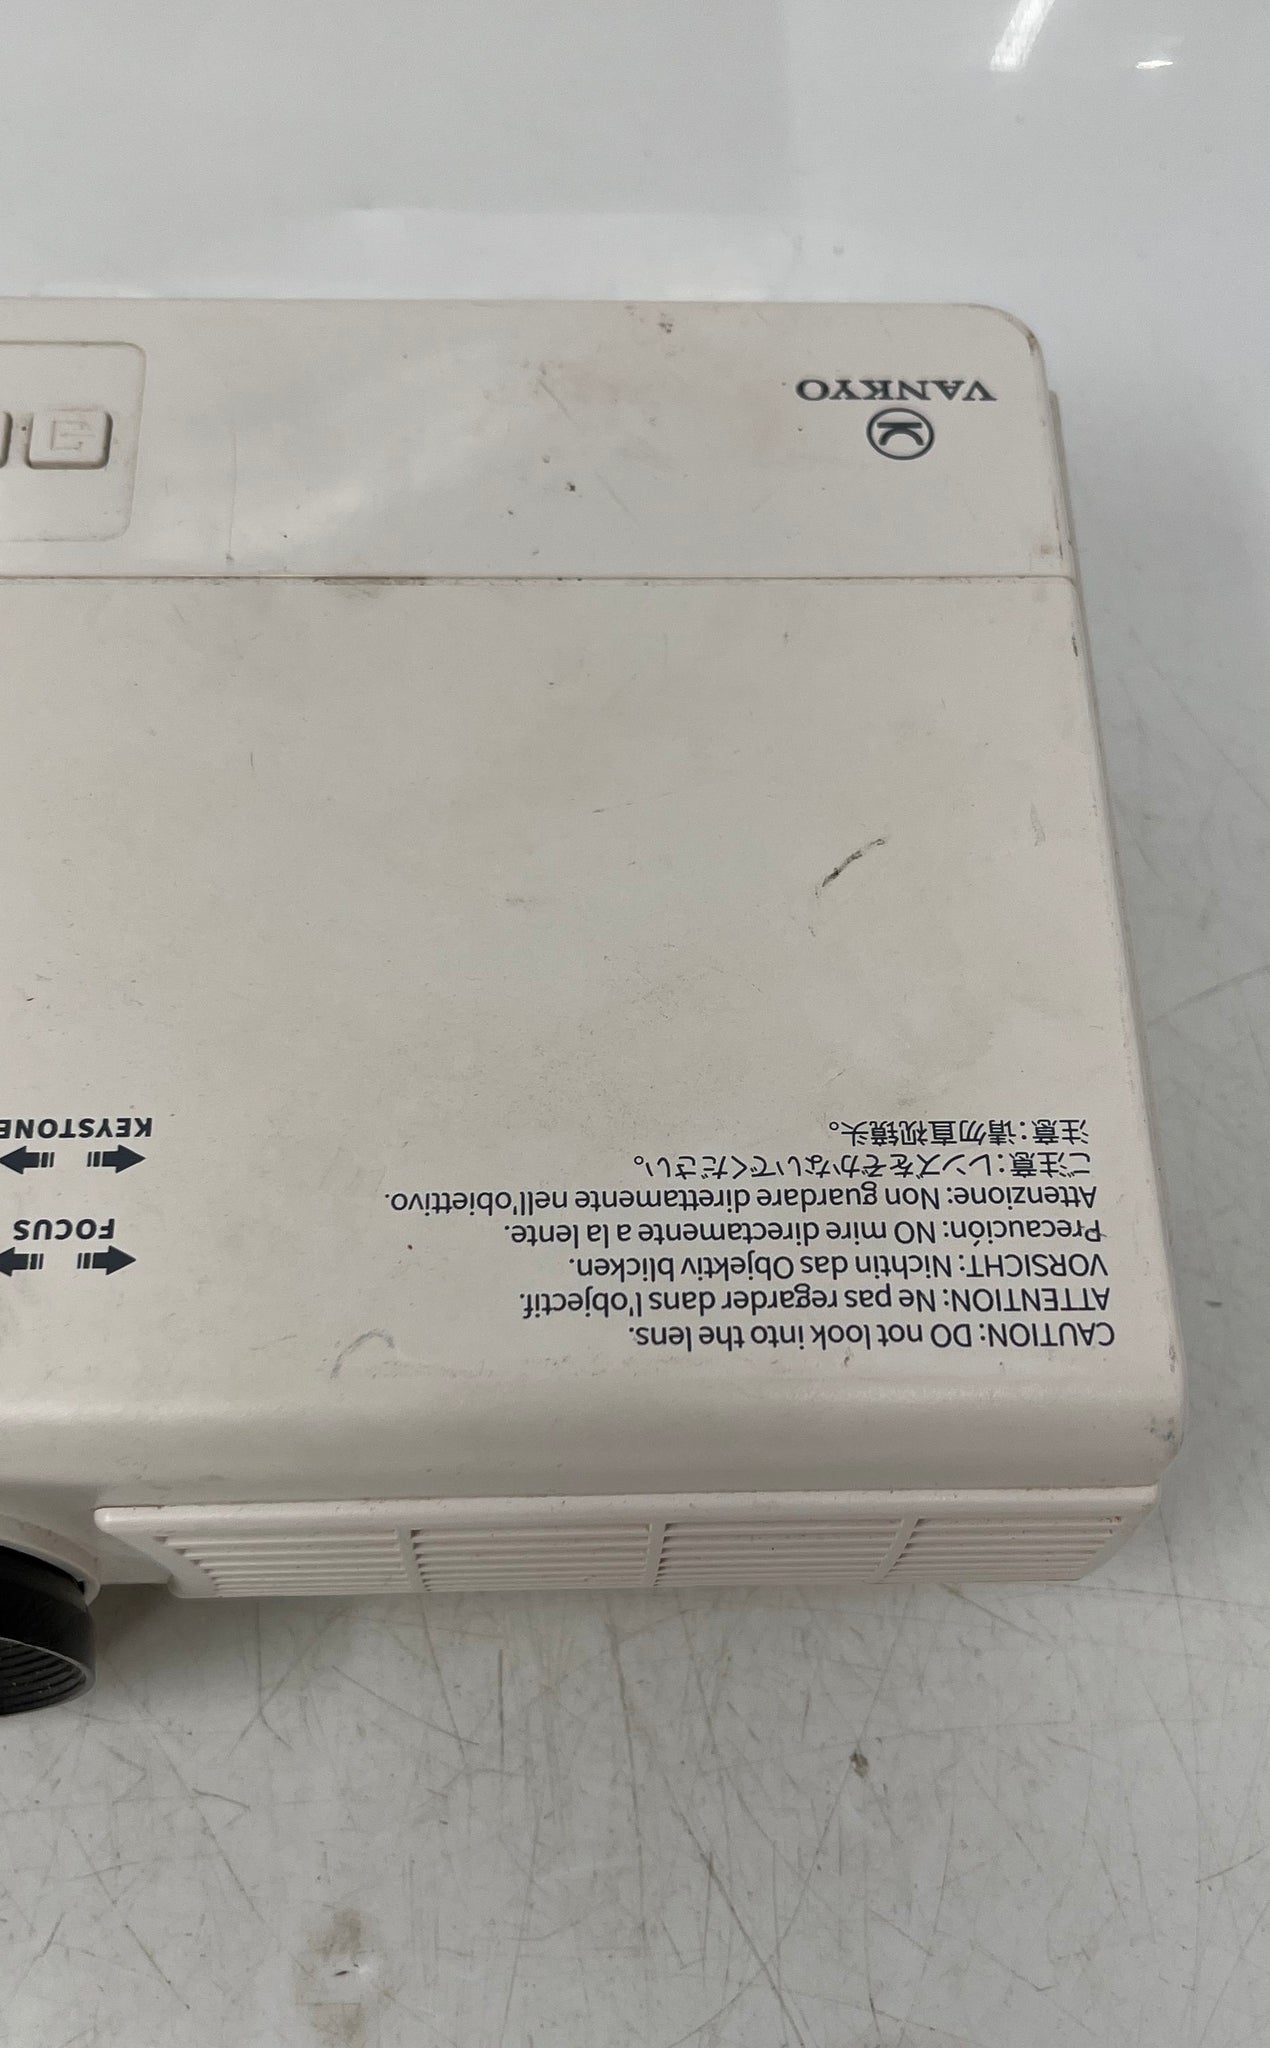 CAUTION: DO not look into the lens.
ATTENTION: Ne pas regarder dans l'objectif.
VORSICHT: Nichtin das Objektiv blicken.
Precaución: NO mire directamente a la lente.
Attenzione: Non guardare direttamente nell'obiettivo.
ご注意:レンズをのぞかないでください。
注意:请勿直视镜头。
FOCUS
KEYSTONE
VANKYO